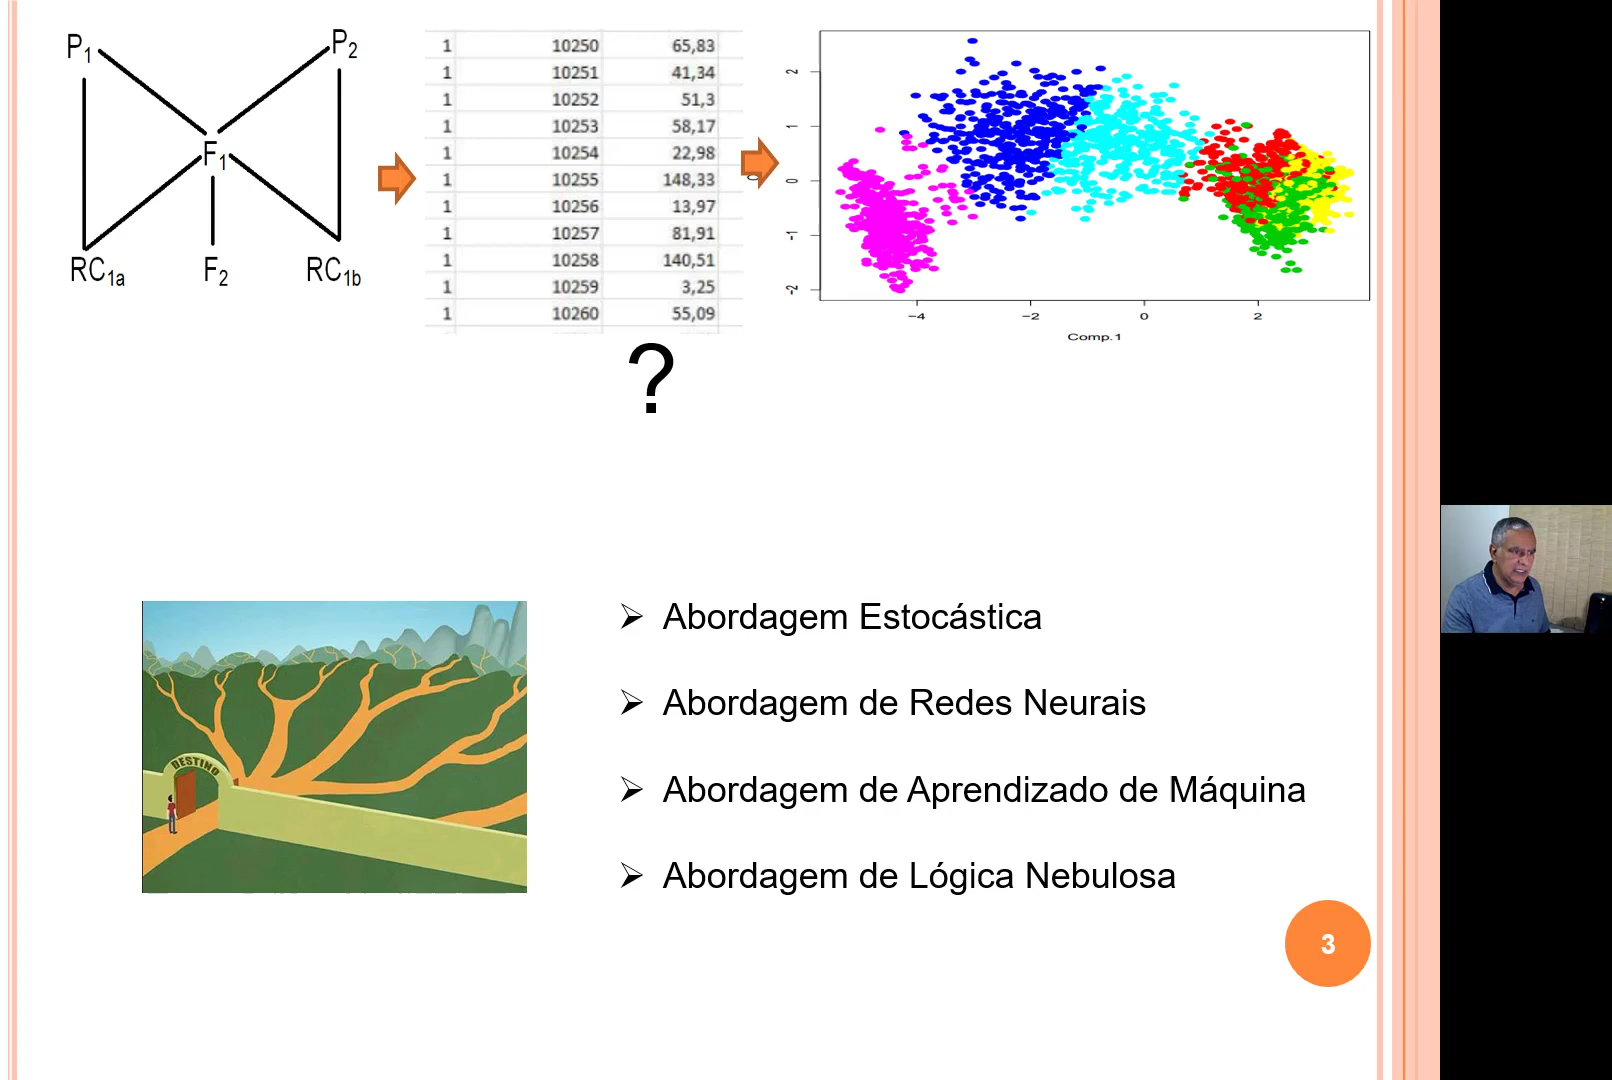 P1
P2
F1
RC1a
F2
RC1b
1 10250 65,83
1 10251 41,34
1 10252 51,3
1 10253 58,17
1 10254 22,98
1 10255 148,33
1 10256 13,97
1 10257 81,91
1 10258 140,51
1 10259 3,25
1 10260 55,09
2
1
0
-1
-2
-4 -2 0 2
Comp.1
?
DESTINO
➢ Abordagem Estocástica
➢ Abordagem de Redes Neurais
➢ Abordagem de Aprendizado de Máquina
➢ Abordagem de Lógica Nebulosa
3